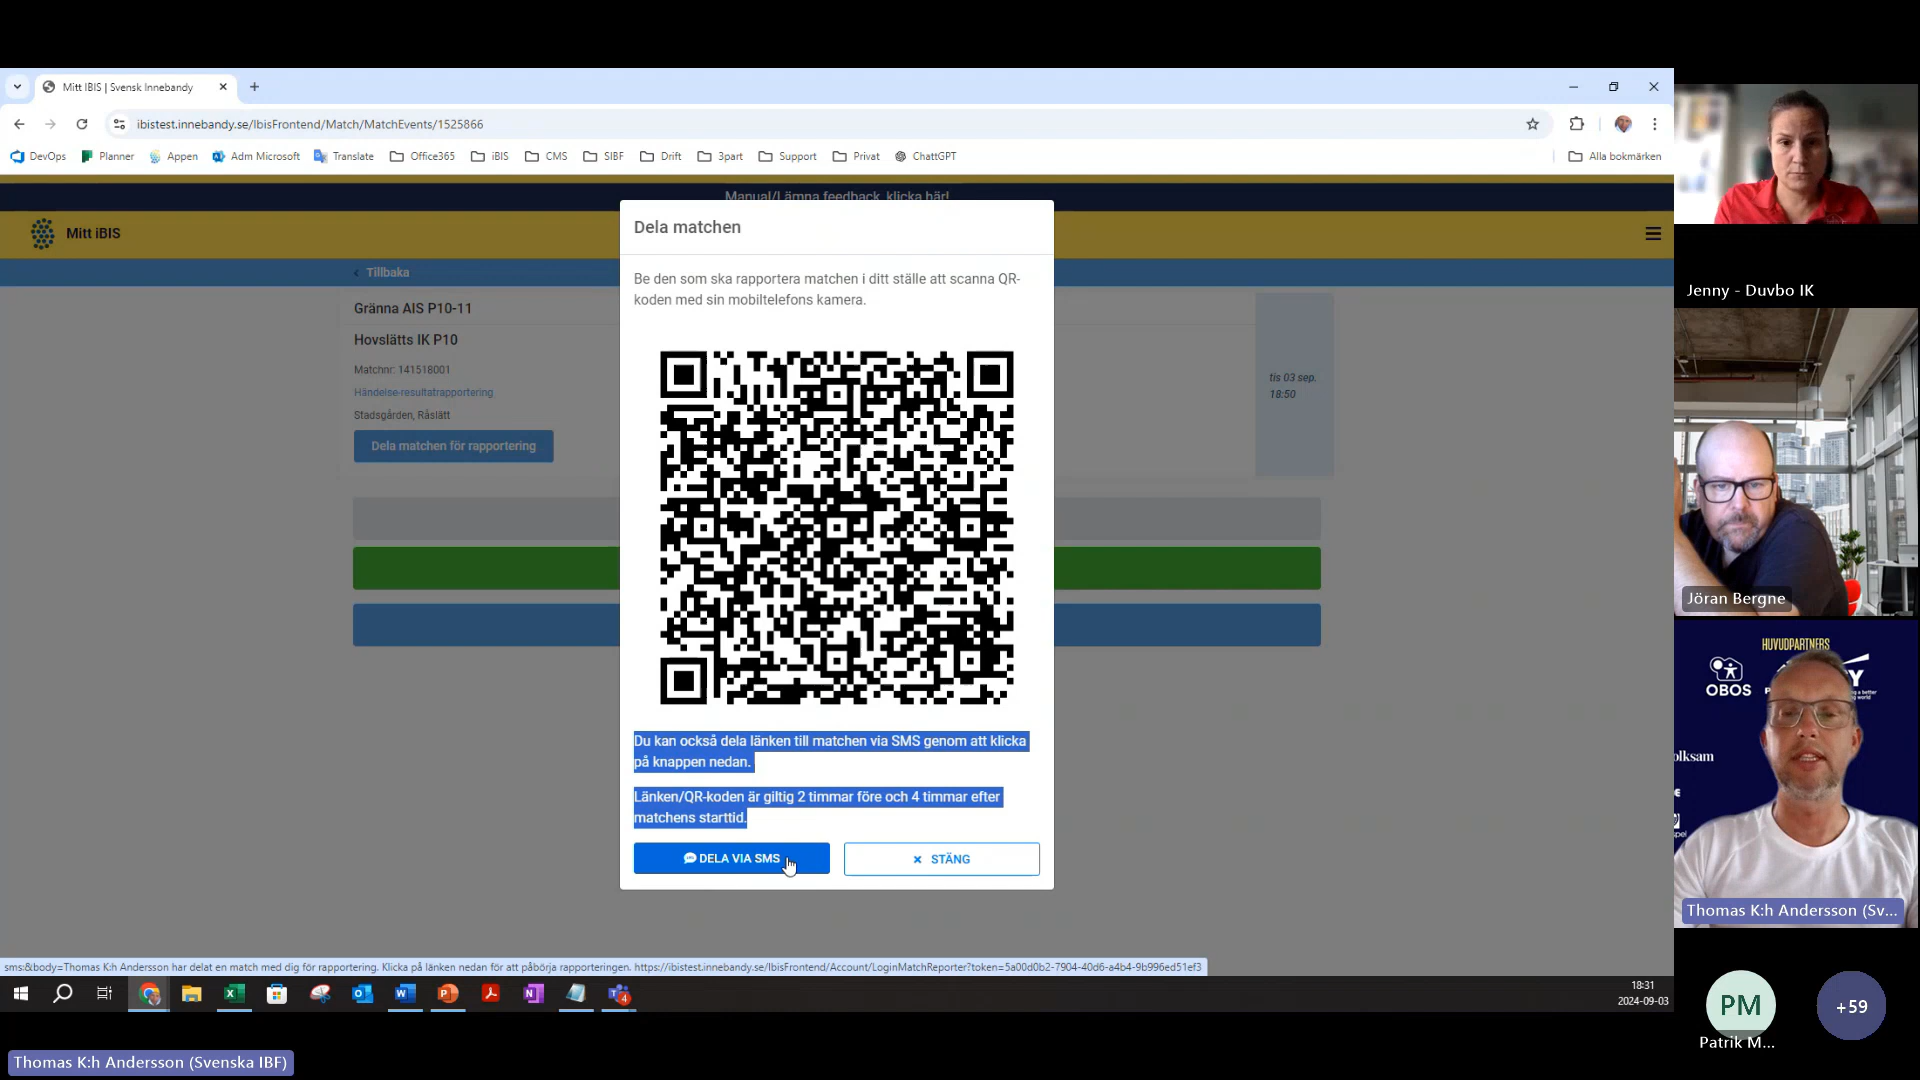 Mitt IBIS | Svensk Innebandy
ibistest.innebandy.se/IbisFrontend/Match/MatchEvents/1525866
DevOps
Planner
Appen
Adm Microsoft
Translate
Office365
iBIS
CMS
SIBF
Drift
3part
Support
Privat
ChatGPT
Alla bokmärken
Manual/Lämna feedback, klicka här!
Mitt iBIS
Tillbaka
Gränna AIS P10-11
Hovslätts IK P10
Matchnr: 141518001
Händelse-resultatrapportering
Stadsgården, Råslätt
Dela matchen för rapportering
tis 03 sep.
18:50
Dela matchen
Be den som ska rapportera matchen i ditt ställe att scanna QR-
koden med sin mobiltelefons kamera.
Du kan också dela länken till matchen via SMS genom att klicka
på knappen nedan.
Länken/QR-koden är giltig 2 timmar före och 4 timmar efter
matchens starttid.
DELA VIA SMS
STÄNG
sms:&body=Thomas K:h Andersson har delat en match med dig för rapportering. Klicka på länken nedan för att påbörja rapporteringen. https://ibistest.innebandy.se/IbisFrontend/Account/LoginMatchReporter?token=5a00d0b2-7904-40d6-a4b4-9b996ed51ef3
4
18:31
2024-09-03
Jenny - Duvbo IK
Jöran Bergne
HUVUDPARTNERS
OBOS
olksam
Thomas K:h Andersson (Sv...
PM
+59
Patrik M...
Thomas K:h Andersson (Svenska IBF)